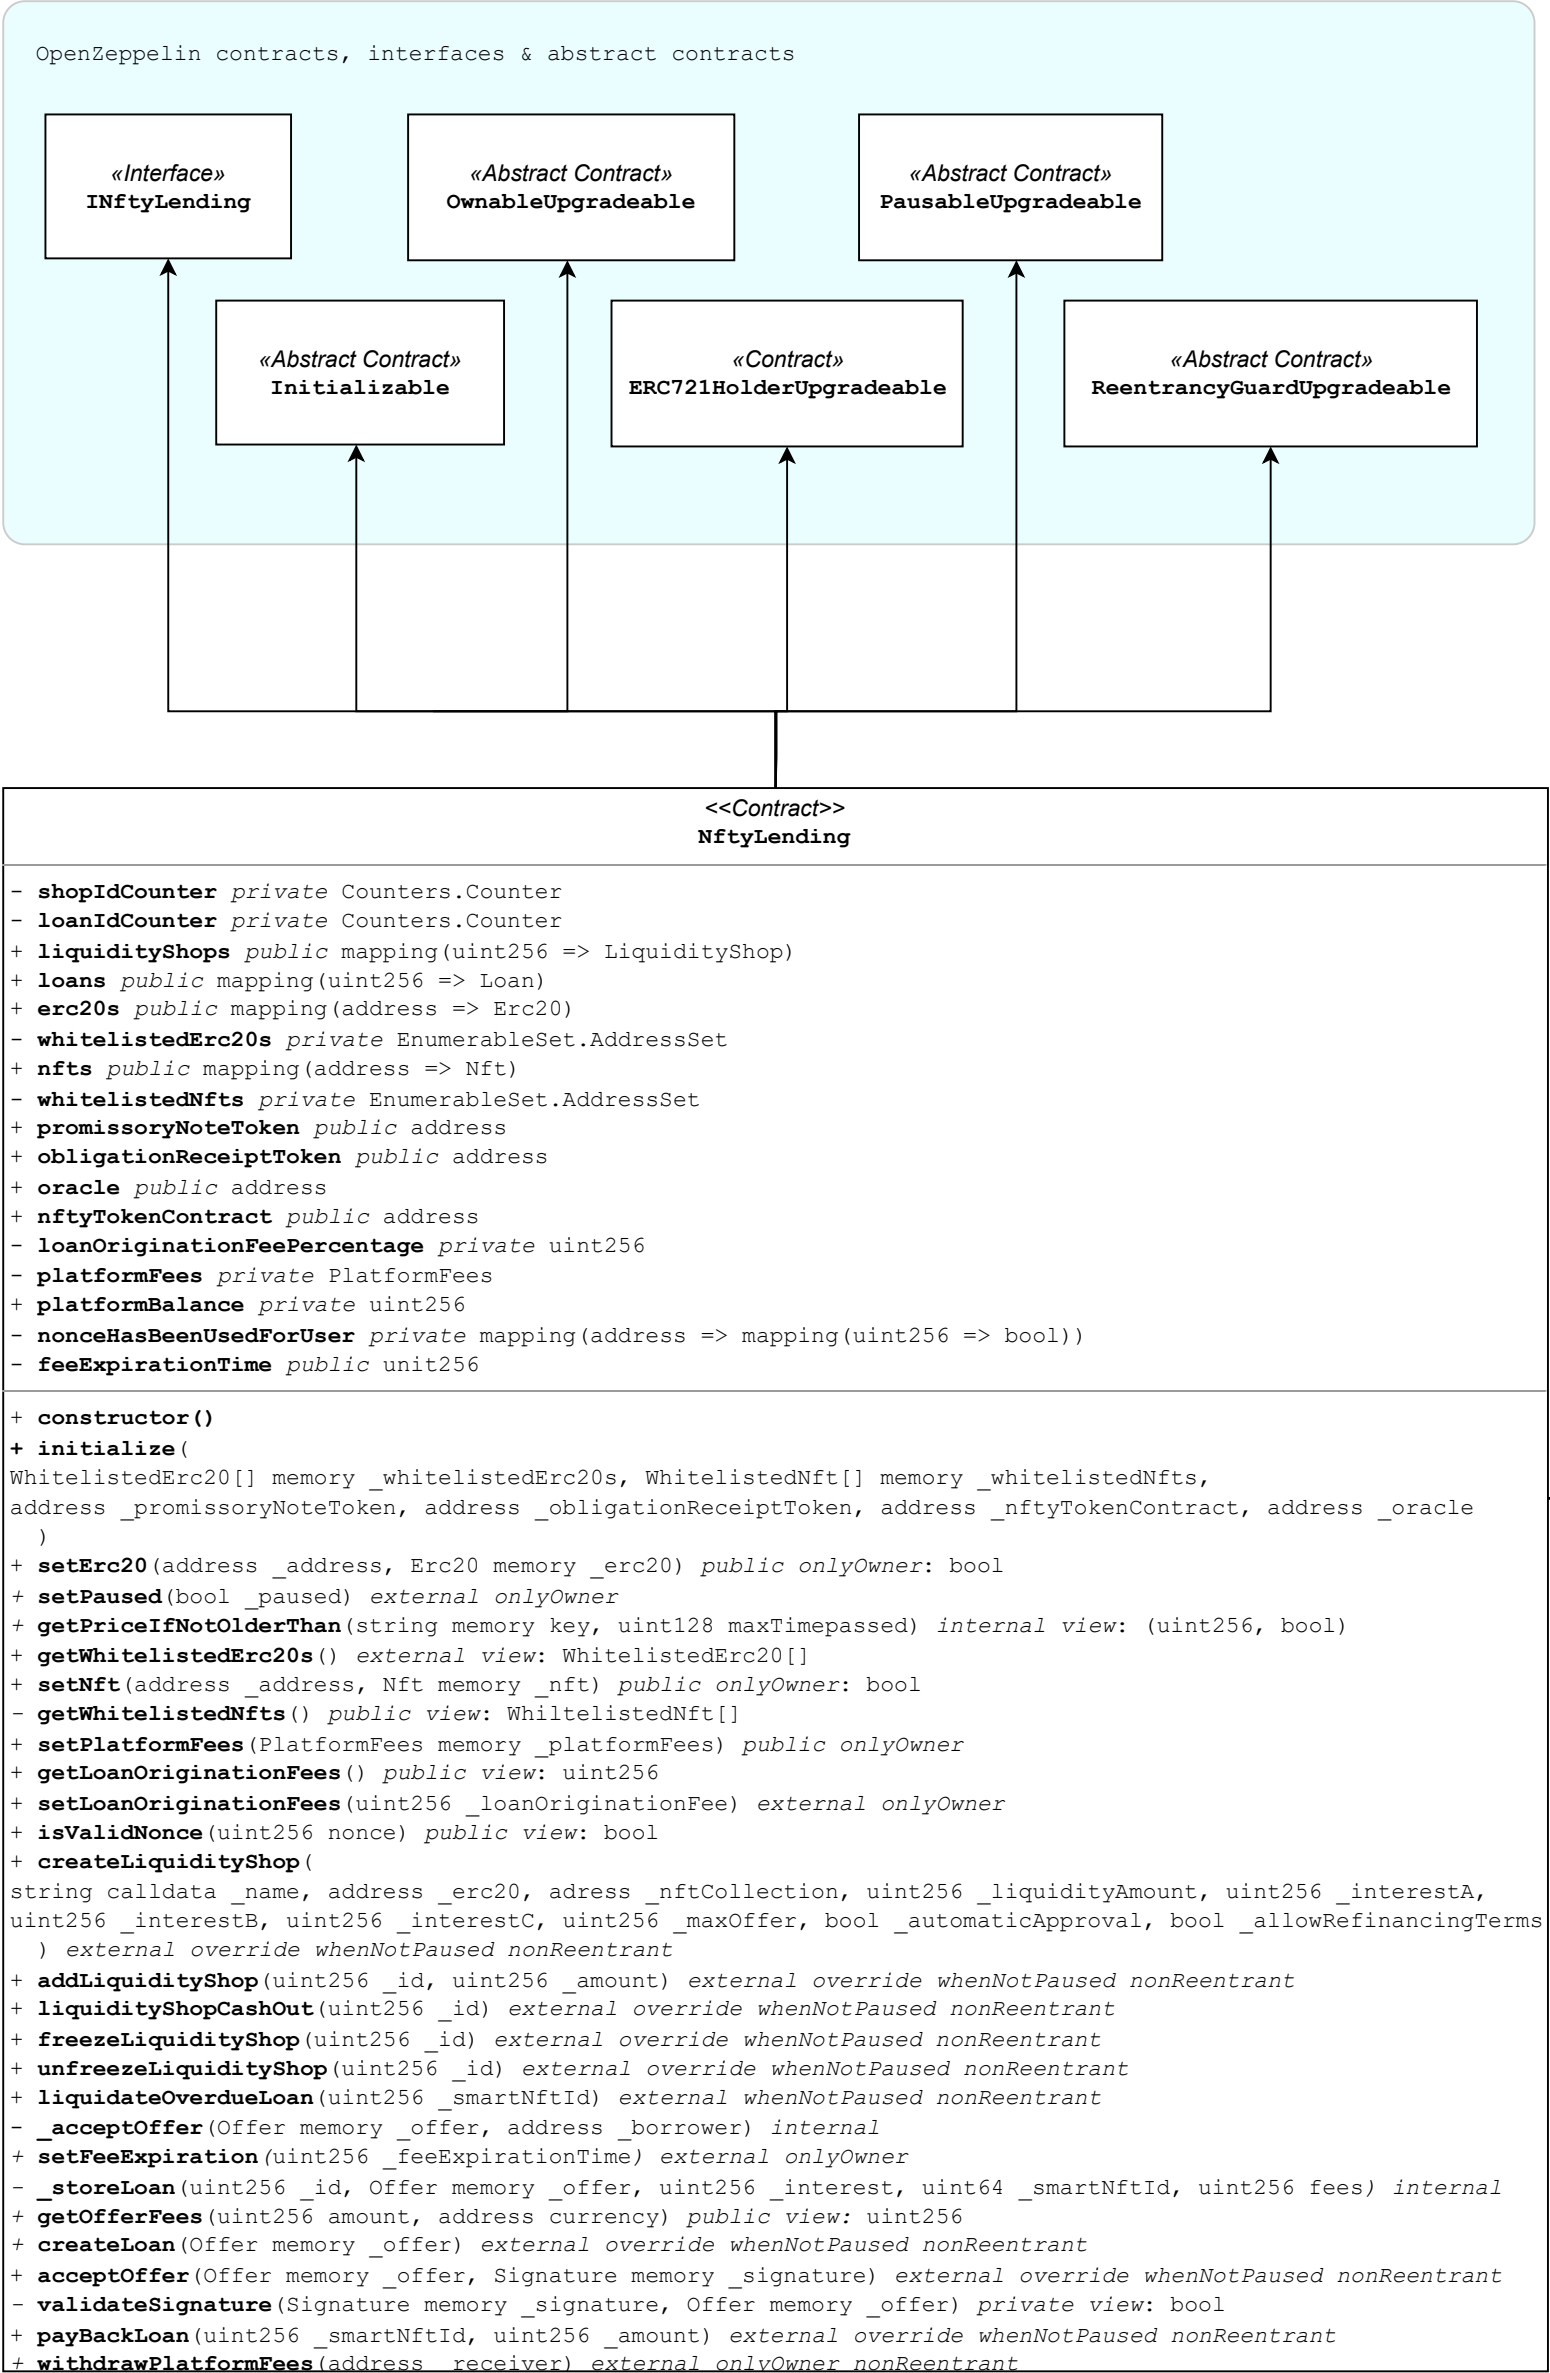 OpenZeppelin contracts, interfaces & abstract contracts
«Interface»
INftyLending
«Abstract Contract»
OwnableUpgradeable
«Abstract Contract»
PausableUpgradeable
«Abstract Contract»
Initializable
«Contract»
ERC721HolderUpgradeable
«Abstract Contract»
ReentrancyGuardUpgradeable
<<Contract>>
NftyLending
- shopIdCounter private Counters.Counter
- loanIdCounter private Counters.Counter
+ liquidityShops public mapping(uint256 => LiquidityShop)
+ loans public mapping(uint256 => Loan)
+ erc20s public mapping(address => Erc20)
- whitelistedErc20s private EnumerableSet.AddressSet
+ nfts public mapping(address => Nft)
- whitelistedNfts private EnumerableSet.AddressSet
+ promissoryNoteToken public address
+ obligationReceiptToken public address
+ oracle public address
+ nftyTokenContract public address
- loanOriginationFeePercentage private uint256
- platformFees private PlatformFees
+ platformBalance private uint256
- nonceHasBeenUsedForUser private mapping(address => mapping(uint256 => bool))
- feeExpirationTime public unit256
+ constructor()
+ initialize(
WhitelistedErc20[] memory _whitelistedErc20s, WhitelistedNft[] memory _whitelistedNfts,
address _promissoryNoteToken, address _obligationReceiptToken, address _nftyTokenContract, address _oracle
)
+ setErc20(address _address, Erc20 memory _erc20) public onlyOwner: bool
+ setPaused(bool _paused) external onlyOwner
+ getPriceIfNotOlderThan(string memory key, uint128 maxTimepassed) internal view: (uint256, bool)
+ getWhitelistedErc20s() external view: WhitelistedErc20[]
+ setNft(address _address, Nft memory _nft) public onlyOwner: bool
- getWhitelistedNfts() public view: WhiltelistedNft[]
+ setPlatformFees(PlatformFees memory _platformFees) public onlyOwner
+ getLoanOriginationFees() public view: uint256
+ setLoanOriginationFees(uint256 _loanOriginationFee) external onlyOwner
+ isValidNonce(uint256 nonce) public view: bool
+ createLiquidityShop(
string calldata _name, address _erc20, adress _nftCollection, uint256 _liquidityAmount, uint256 _interestA,
uint256 _interestB, uint256 _interestC, uint256 _maxOffer, bool _automaticApproval, bool _allowRefinancingTerms
) external override whenNotPaused nonReentrant
+ addLiquidityShop(uint256 _id, uint256 _amount) external override whenNotPaused nonReentrant
+ liquidityShopCashOut(uint256 _id) external override whenNotPaused nonReentrant
+ freezeLiquidityShop(uint256 _id) external override whenNotPaused nonReentrant
+ unfreezeLiquidityShop(uint256 _id) external override whenNotPaused nonReentrant
+ liquidateOverdueLoan(uint256 _smartNftId) external whenNotPaused nonReentrant
- _acceptOffer(Offer memory _offer, address _borrower) internal
+ setFeeExpiration(uint256 _feeExpirationTime) external onlyOwner
- _storeLoan(uint256 _id, Offer memory _offer, uint256 _interest, uint64 _smartNftId, uint256 fees) internal
+ getOfferFees(uint256 amount, address currency) public view: uint256
+ createLoan(Offer memory _offer) external override whenNotPaused nonReentrant
+ acceptOffer(Offer memory _offer, Signature memory _signature) external override whenNotPaused nonReentrant
- validateSignature(Signature memory _signature, Offer memory _offer) private view: bool
+ payBackLoan(uint256 _smartNftId, uint256 _amount) external override whenNotPaused nonReentrant
+ withdrawPlatformFees(address _receiver) external onlyOwner nonReentrant